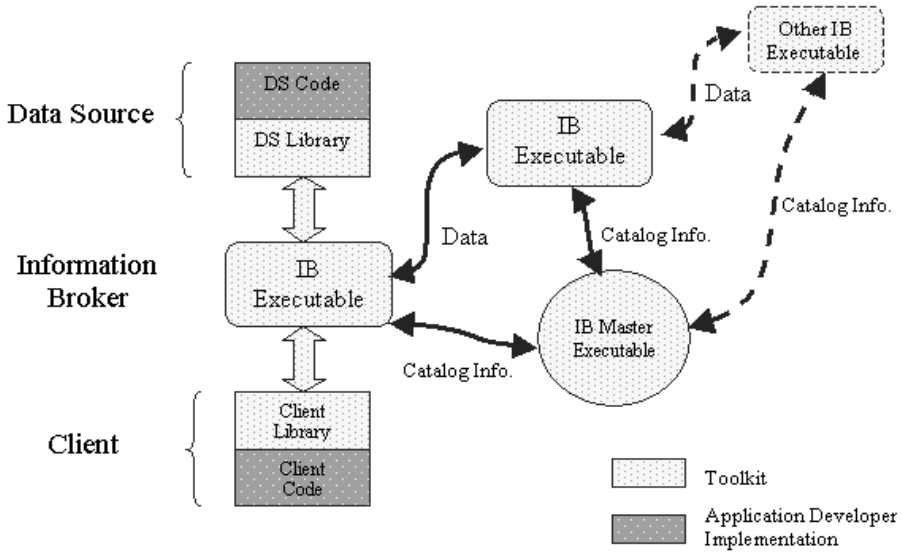 Other IB
Executable
Data Source
DS Code
DS Library
IB
Executable
Data
Catalog Info.
Catalog Info.
Data
Information
Broker
IB
Executable
IB Master
Executable
Catalog Info.
Client
Client
Library
Client
Code
Toolkit
Application Developer
Implementation